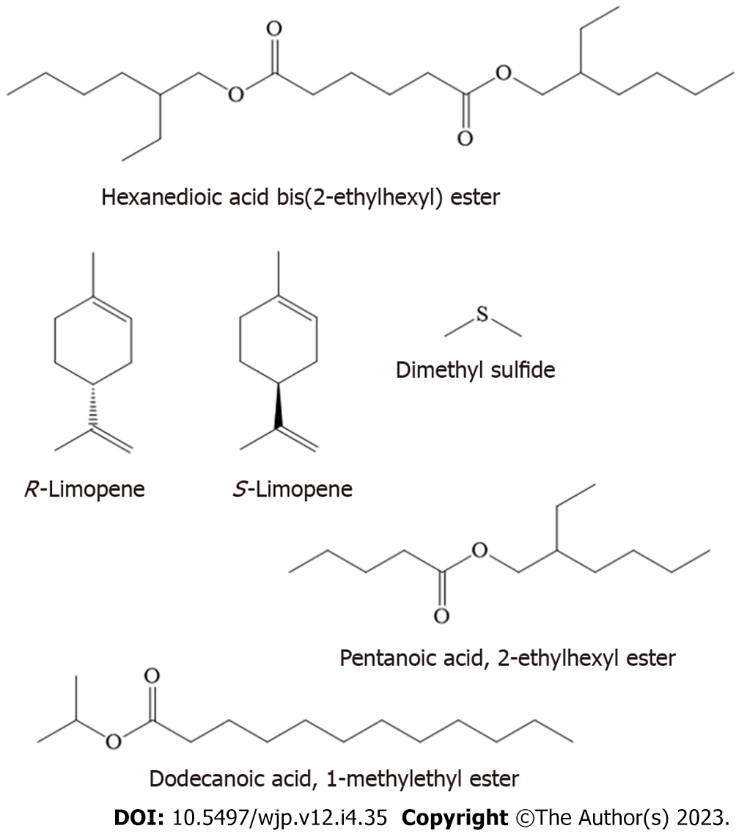 O
O
O
O
Hexanedioic acid bis(2-ethylhexyl) ester
S
Dimethyl sulfide
R-Limopene
S-Limopene
O
O
Pentanoic acid, 2-ethylhexyl ester
O
O
Dodecanoic acid, 1-methylethyl ester
DOI: 10.5497/wjp.v12.i4.35 Copyright ©The Author(s) 2023.